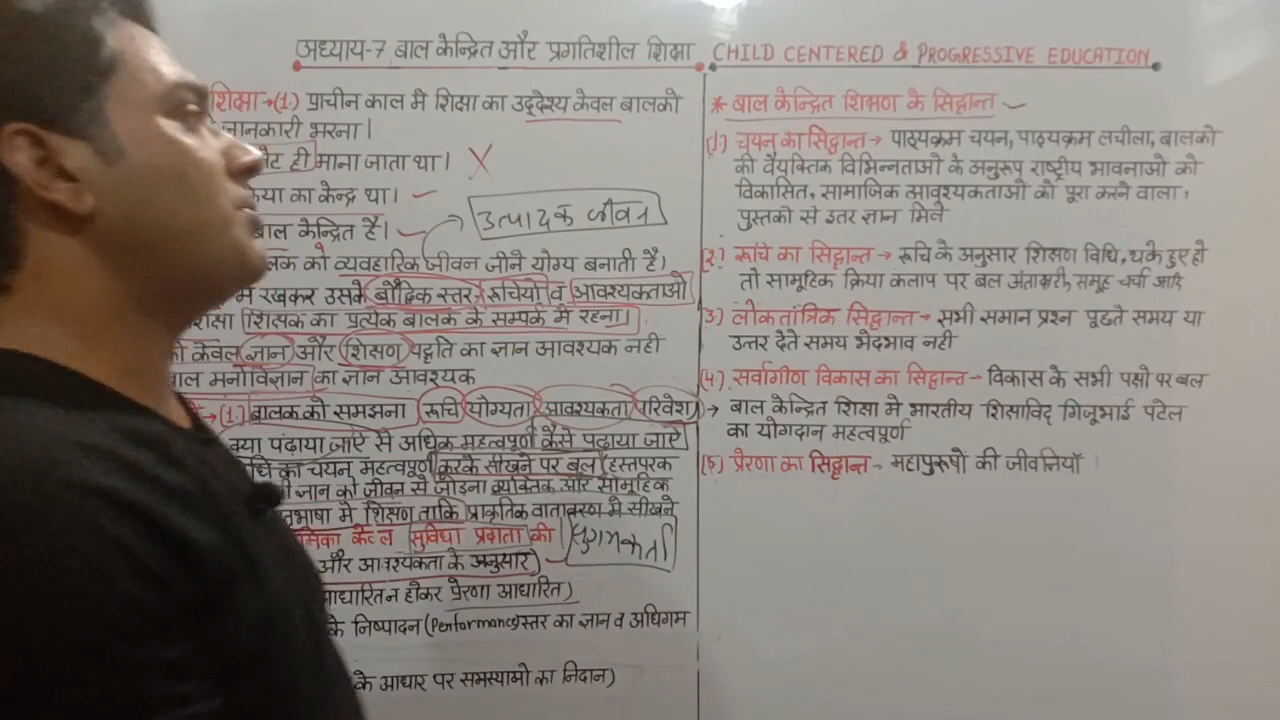 अध्याय-7 बाल केन्द्रित और प्रगतिशील शिक्षा CHILD CENTERED & PROGRESSIVE EDUCATION
शिक्षा → (1.) प्राचीन काल मे शिक्षा का उद्देश्य केवल बालको
जानकारी भरना।
ही माना जाता था। X
का केन्द्र था।
बाल केन्द्रित है।
उत्पादक जीवन
को व्यवहारिक जीवन जीने योग्य बनाती है)
रखकर उसके बौद्धिक स्तर, रूचियो व आवश्यकताओ
शिक्षक का प्रत्येक बालक के सम्पर्क मे रहना।
केवल ज्ञान और शिक्षण पद्धति का ज्ञान आवश्यक नही
बाल मनोविज्ञान का ज्ञान आवश्यक
→ (1.) बालक को समझना (रूचि योग्यता आवश्यकता परिवेश)
क्या पढ़ाया जाए से अधिक महत्वपूर्ण कैसे पढ़ाया जाए
का चयन महत्वपूर्ण करके सीखने पर बल (हस्तपरक
ज्ञान को जीवन से जोड़ना व्यक्तिक और सामूहिक
मे शिक्षण ताकि प्राकृतिक वातावरण मे सीखने
केवल सुविधा प्रदाता की
सुगमकर्ता
और आवश्यकता के अनुसार)
आधारित न होकर प्रेरणा आधारित)
के निष्पादन (Performance) स्तर का ज्ञान व अधिगम
के आधार पर समस्याओ का निदान)
* बाल केन्द्रित शिक्षण के सिद्वान्त
(1.) चयन का सिद्वान्त → पाठ्यक्रम चयन, पाठ्यक्रम लचीला, बालको
की वैयक्तिक विभिन्नताओ के अनुरूप राष्ट्रीय भावनाओ को
विकासित, सामाजिक आवश्यकताओ को पूरा करने वाला,
पुस्तको से इतर ज्ञान मिले
(2.) रूचि का सिद्वान्त → रूचि के अनुसार शिक्षण विधि, थके हुए हो
तो सामूहिक क्रिया कलाप पर बल अंताक्षरी, समूह चर्चा आदि
3) लोकतांत्रिक सिद्वान्त → सभी समान प्रश्न पूछते समय या
उत्तर देते समय भेदभाव नही
(4.) सर्वागीण विकास का सिद्वान्त - विकास के सभी पक्षो पर बल
→ बाल केन्द्रित शिक्षा मे भारतीय शिक्षाविद् गिजूभाई पटेल
का योगदान महत्वपूर्ण
(5) प्रेरणा का सिद्वान्त - महापुरूषो की जीवनियॉ